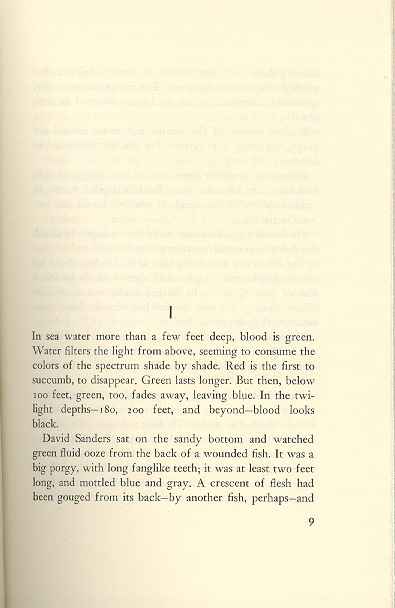 I
In sea water more than a few feet deep, blood is green.
Water filters the light from above, seeming to consume the
colors of the spectrum shade by shade. Red is the first to
succumb, to disappear. Green lasts longer. But then, below
100 feet, green, too, fades away, leaving blue. In the twi-
light depths—180, 200 feet, and beyond—blood looks
black.
David Sanders sat on the sandy bottom and watched
green fluid ooze from the back of a wounded fish. It was a
big porgy, with long fanglike teeth; it was at least two feet
long, and mottled blue and gray. A crescent of flesh had
been gouged from its back—by another fish, perhaps—and
9